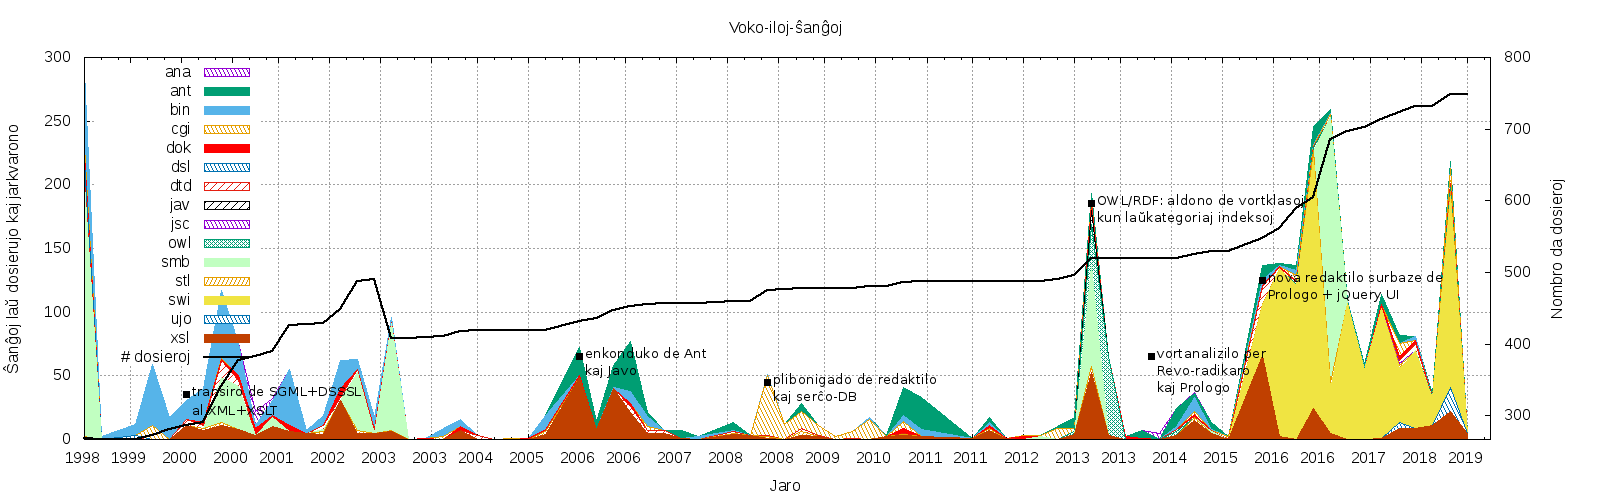 Voko-iloj-ŝanĝoj
Ŝanĝoj laŭ dosierujo kaj jarkvarono
300
250
200
150
100
50
0
ana
ant
bin
cgi
dok
dsl
dtd
jav
jsc
owl
smb
stl
swi
ujo
xsl
# dosieroj
transiro de SGML+DSSSL
al XML+XSLT
enkonduko de Ant
kaj Javo
plibonigado de redaktilo
kaj serĉo-DB
OWL/RDF: aldono de vortklasoj
kun laŭkategoriaj indeksoj
vortanalizilo per
Revo-radikaro
kaj Prologo
nova redaktilo surbaze de
Prologo + jQuery UI
800
700
600
500
400
300
Nombro da dosieroj
1998 1999 2000 2001 2002 2003 2003 2004 2005 2006 2006 2007 2008 2009 2010 2011 2012 2013 2013 2014 2015 2016 2016 2017 2018 2019
Jaro